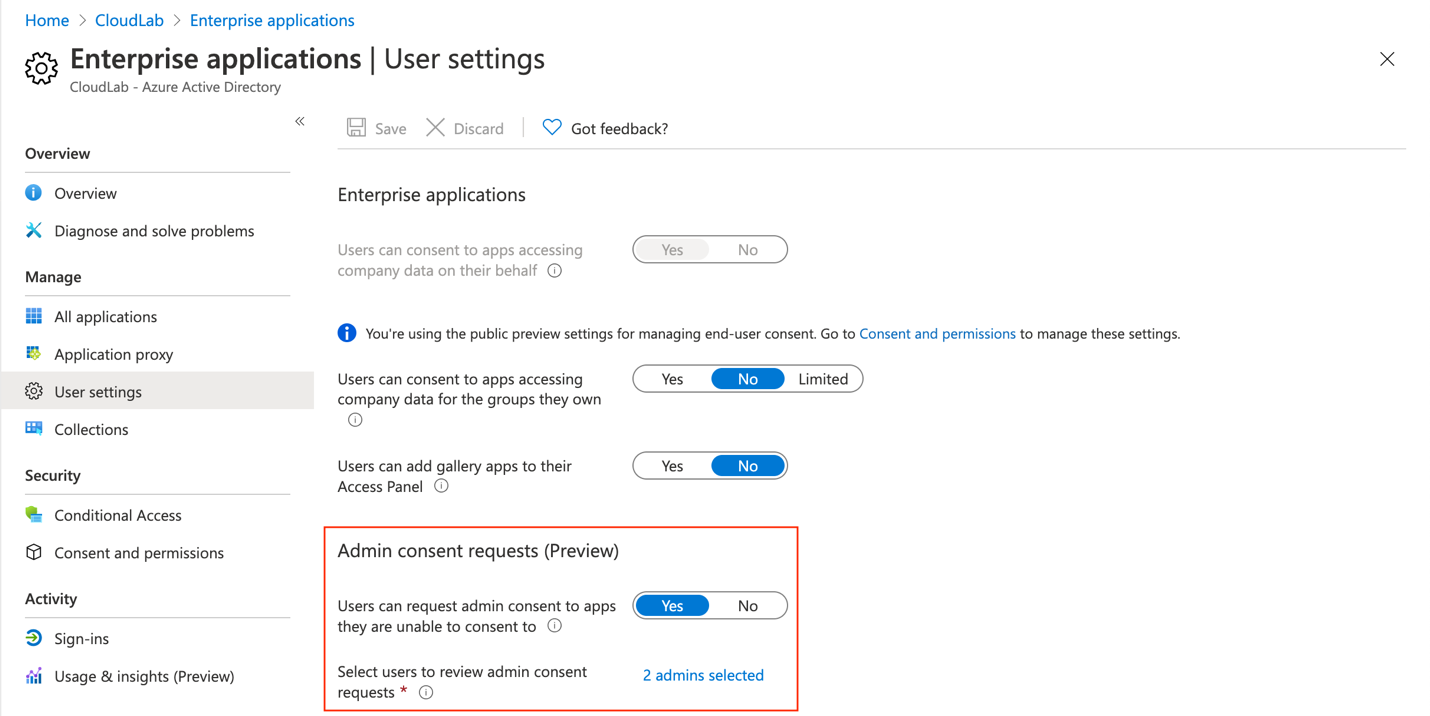 Home > CloudLab > Enterprise applications
Enterprise applications | User settings
CloudLab - Azure Active Directory
«
Overview
Overview
Diagnose and solve problems
Manage
All applications
Application proxy
User settings
Collections
Security
Conditional Access
Consent and permissions
Activity
Sign-ins
Usage & insights (Preview)
Save Discard Got feedback?
Enterprise applications
Users can consent to apps accessing
company data on their behalf
Yes No
You're using the public preview settings for managing end-user consent. Go to Consent and permissions to manage these settings.
Users can consent to apps accessing
company data for the groups they own
Yes No Limited
Users can add gallery apps to their
Access Panel
Yes No
Admin consent requests (Preview)
Users can request admin consent to apps
they are unable to consent to
Yes No
Select users to review admin consent
requests *
2 admins selected